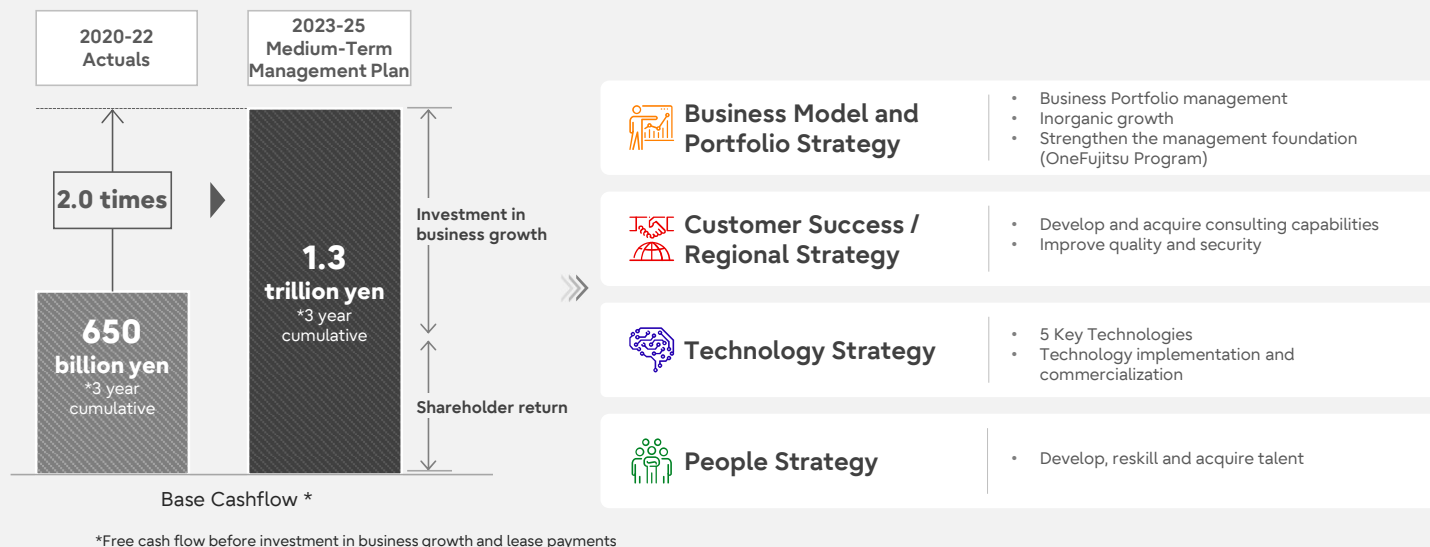 2020-22
Actuals
2023-25
Medium-Term
Management Plan
2.0 times
650
billion yen
*3 year
cumulative
1.3
trillion yen
*3 year
cumulative
Investment in
business growth
Shareholder return
Base Cashflow *
*Free cash flow before investment in business growth and lease payments
Business Model and
Portfolio Strategy
• Business Portfolio management
• Inorganic growth
• Strengthen the management foundation
(OneFujitsu Program)
Customer Success /
Regional Strategy
• Develop and acquire consulting capabilities
• Improve quality and security
Technology Strategy
• 5 Key Technologies
• Technology implementation and
commercialization
People Strategy
• Develop, reskill and acquire talent